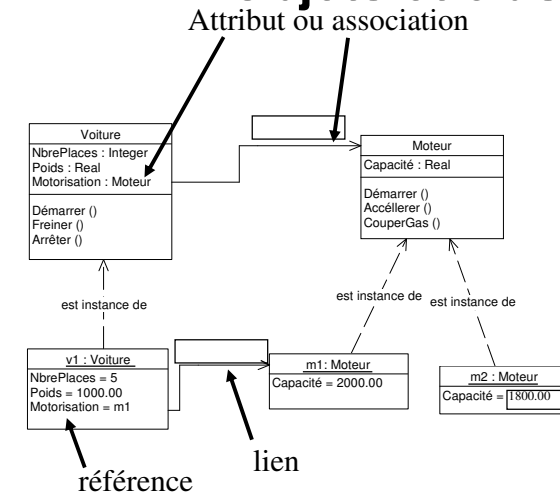 Attribut ou association
Voiture
NbrePlaces : Integer
Poids : Real
Motorisation : Moteur
Démarrer ()
Freiner ()
Arrêter ()
Moteur
Capacité : Real
Démarrer ()
Accéllerer ()
CouperGas ()
est instance de
est instance de
est instance de
v1 : Voiture
NbrePlaces = 5
Poids = 1000.00
Motorisation = m1
m1: Moteur
Capacité = 2000.00
m2 : Moteur
Capacité = 1800.00
référence
lien